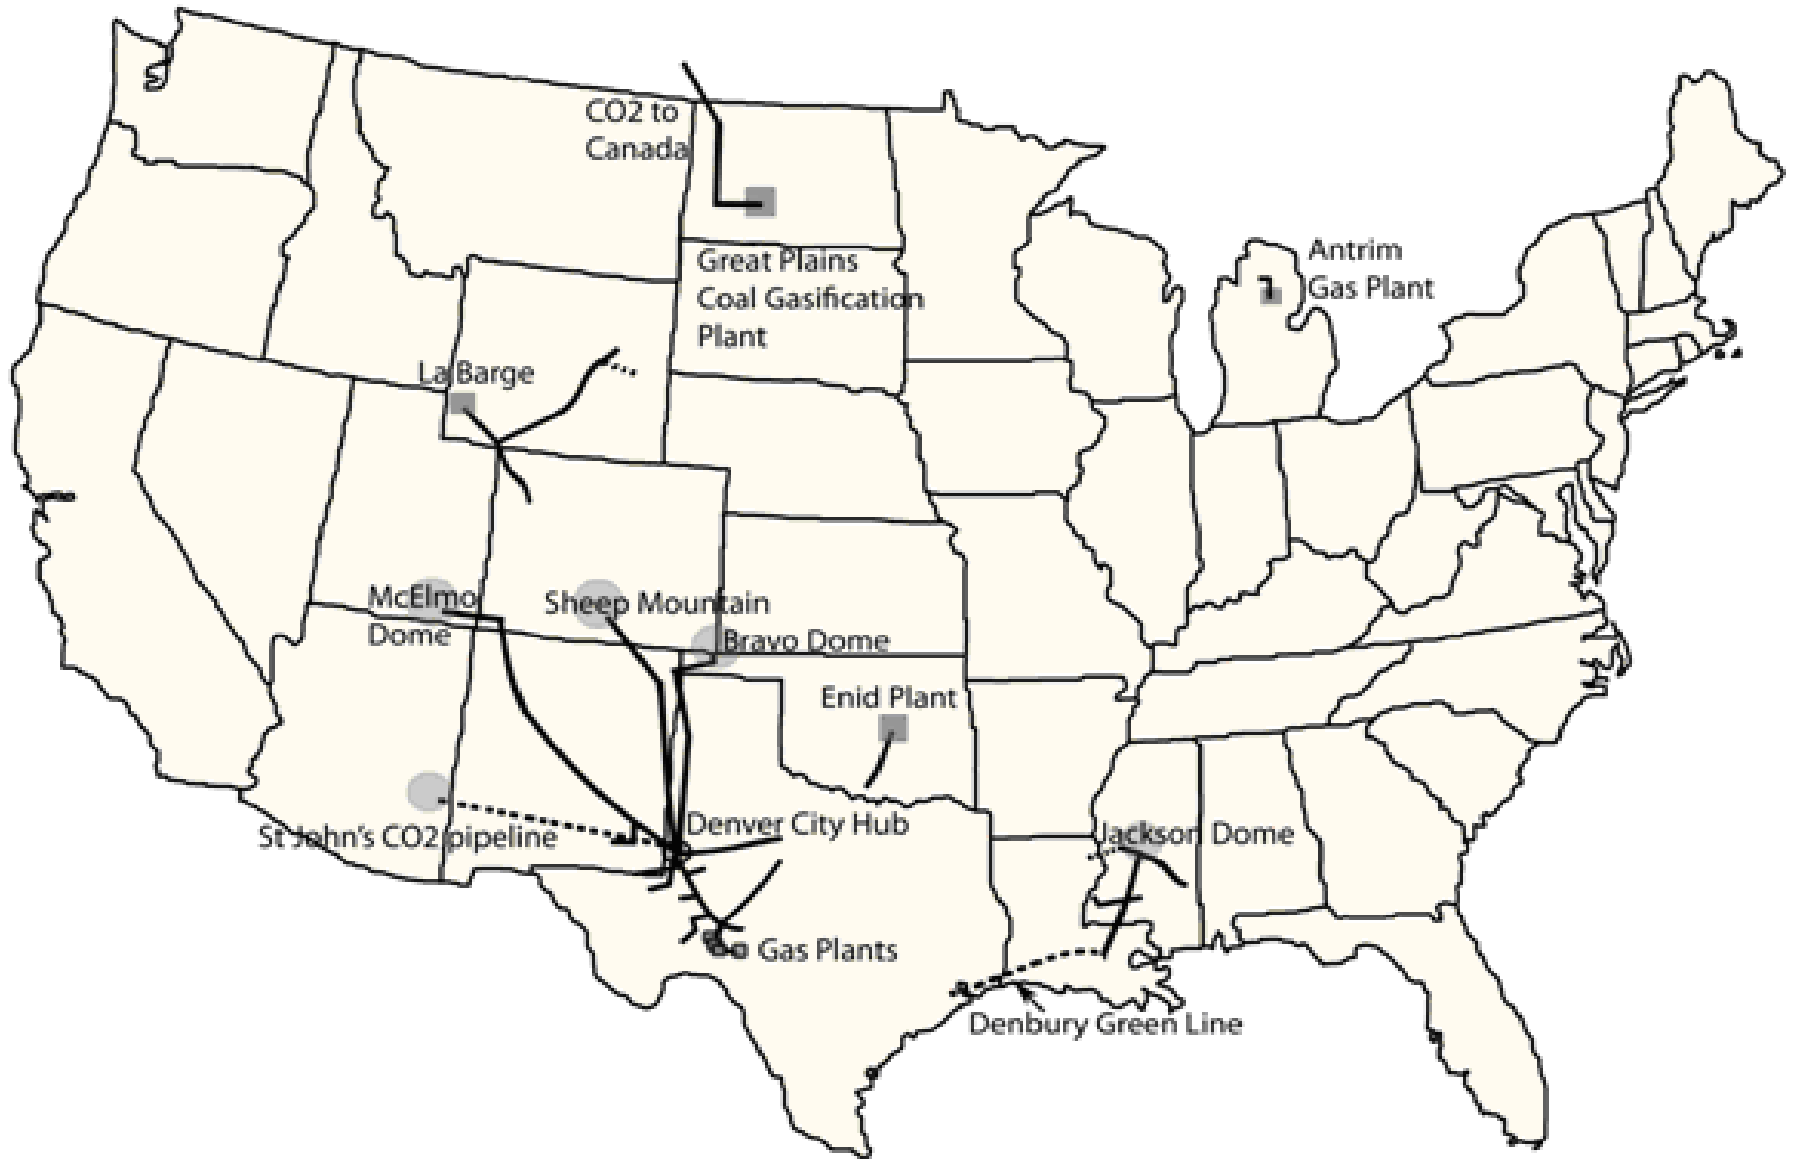 CO2 to
Canada
Great Plains
Coal Gasification
Plant
Antrim
Gas Plant
La Barge
McElmo
Dome
Sheep Mountain
Bravo Dome
Enid Plant
St John's CO2 pipeline
Denver City Hub
Jackson Dome
Gas Plants
Denbury Green Line